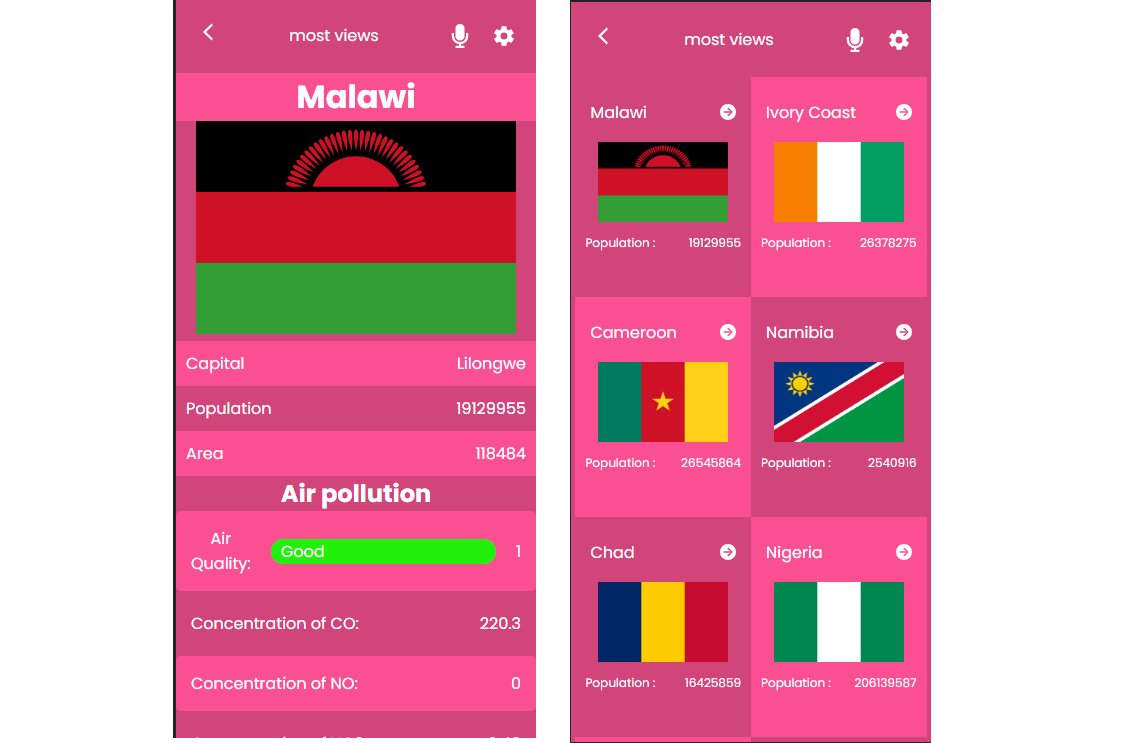 most views
Malawi
Capital Lilongwe
Population 19129955
Area 118484
Air pollution
Air
Quality:
Good 1
Concentration of CO: 220.3
Concentration of NO: 0
most views
Malawi Ivory Coast
Population : 19129955 Population : 26378275
Cameroon Namibia
Population : 26545864 Population : 2540916
Chad Nigeria
Population : 16425859 Population : 206139587